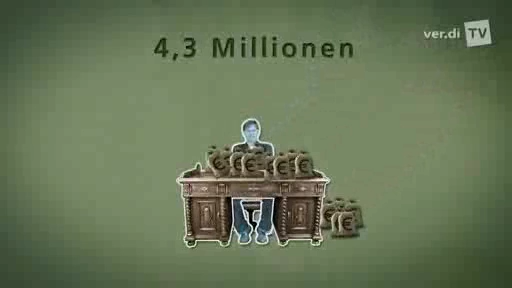 4,3 Millionen
ver.di TV
€ € € € € €
€